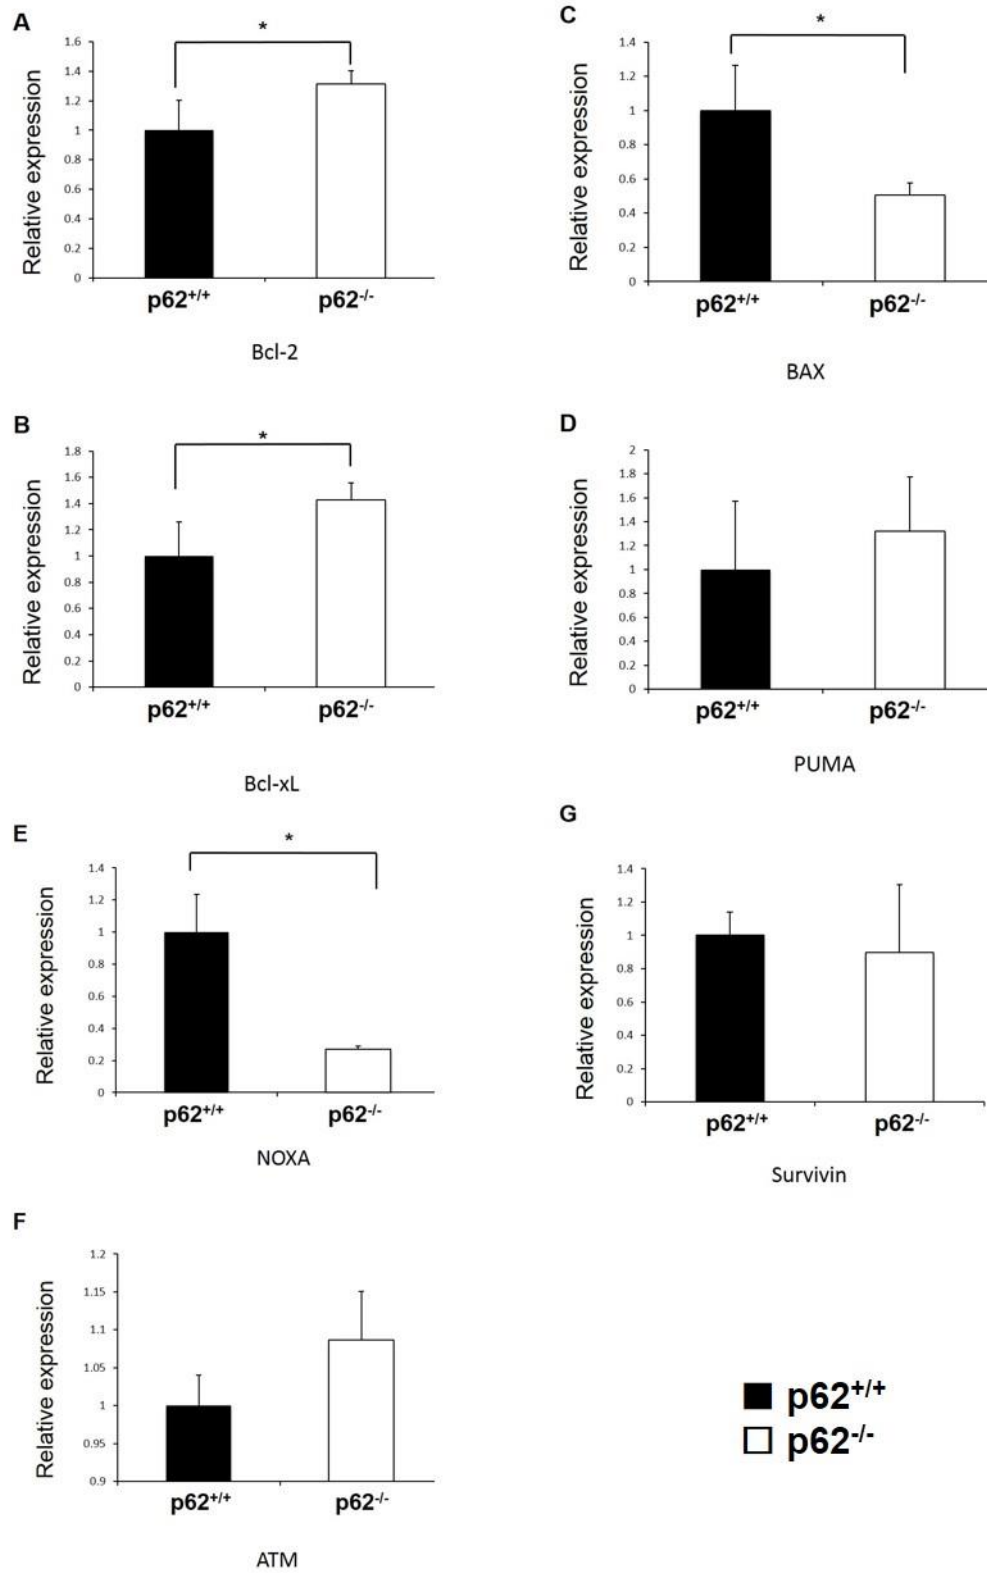 A
*
Relative expression
1.6
1.4
1.2
1
0.8
0.6
0.4
0.2
0
p62+/+ p62-/-
Bcl-2
C
*
Relative expression
1.4
1.2
1
0.8
0.6
0.4
0.2
0
p62+/+ p62-/-
BAX
B
*
Relative expression
1.8
1.6
1.4
1.2
1
0.8
0.6
0.4
0.2
0
p62+/+ p62-/-
Bcl-xL
D
Relative expression
2
1.8
1.6
1.4
1.2
1
0.8
0.6
0.4
0.2
0
p62+/+ p62-/-
PUMA
E
*
Relative expression
1.4
1.2
1
0.8
0.6
0.4
0.2
0
p62+/+ p62-/-
NOXA
G
Relative expression
1.4
1.2
1
0.8
0.6
0.4
0.2
0
p62+/+ p62-/-
Survivin
F
Relative expression
1.2
1.15
1.1
1.05
1
0.95
0.9
p62+/+ p62-/-
ATM
p62+/+
p62-/-